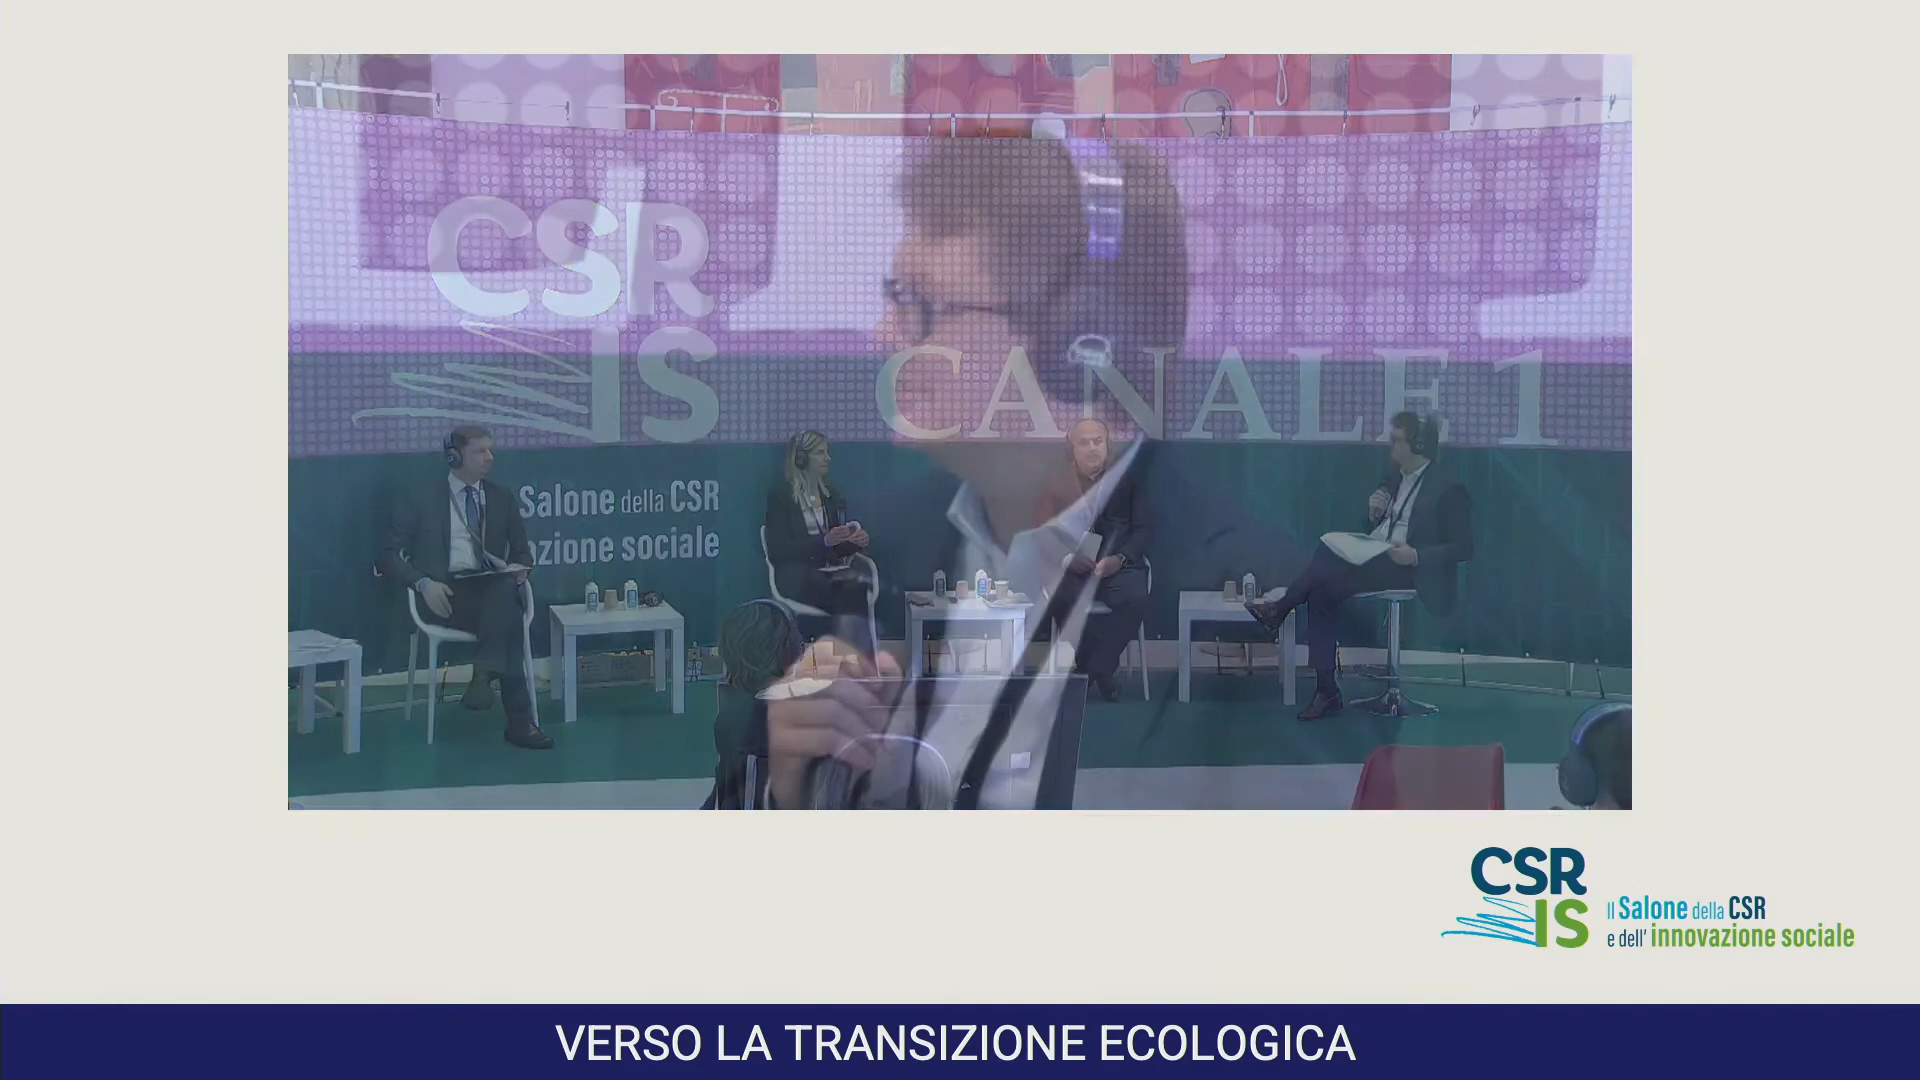 CSR
IS
CANALE 1
Salone della CSR
azione sociale
CSR
IS
Il Salone della CSR
e dell' innovazione sociale
VERSO LA TRANSIZIONE ECOLOGICA